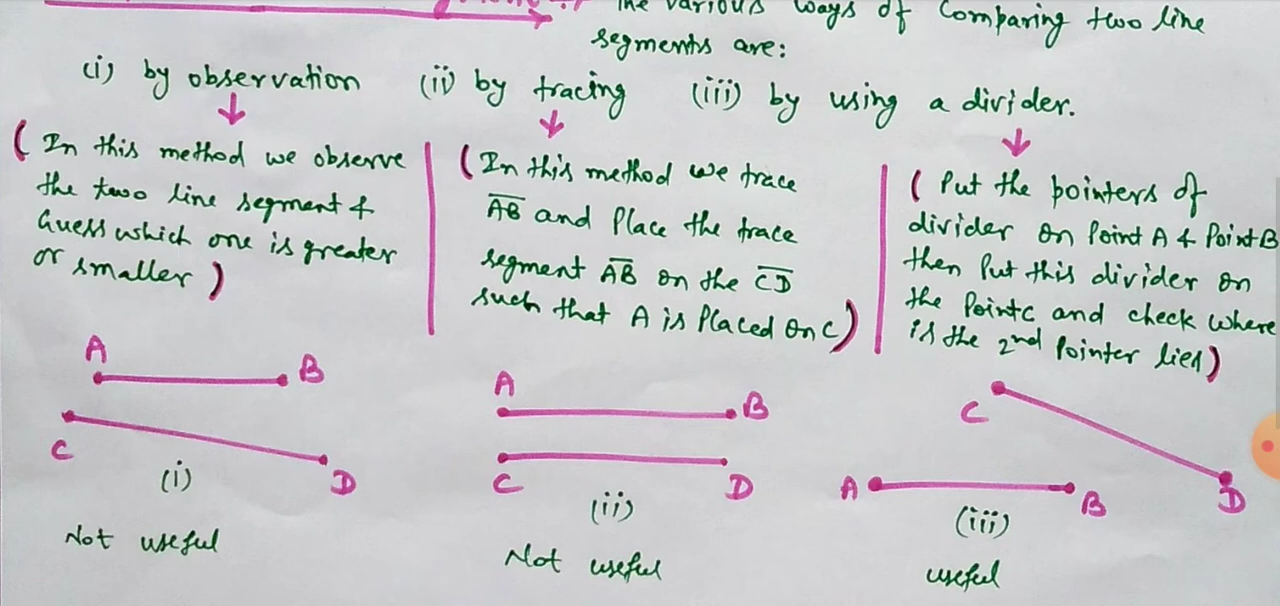 The various ways of Comparing two line
segments are:
(i) by observation (ii) by tracing (iii) by using a divider.
( In this method we observe
the two line segment &
Guess which one is greater
or smaller )
( In this method we trace
A̅B̅ and Place the trace
segment A̅B̅ on the C̅D̅
such that A is Placed on C )
( Put the pointers of
divider on Point A & Point B
then Put this divider on
the Point C and check where
is the 2nd Pointer lied )
A B
C D
(i)
Not useful
A B
C D
(ii)
Not useful
C D
A B
(iii)
useful